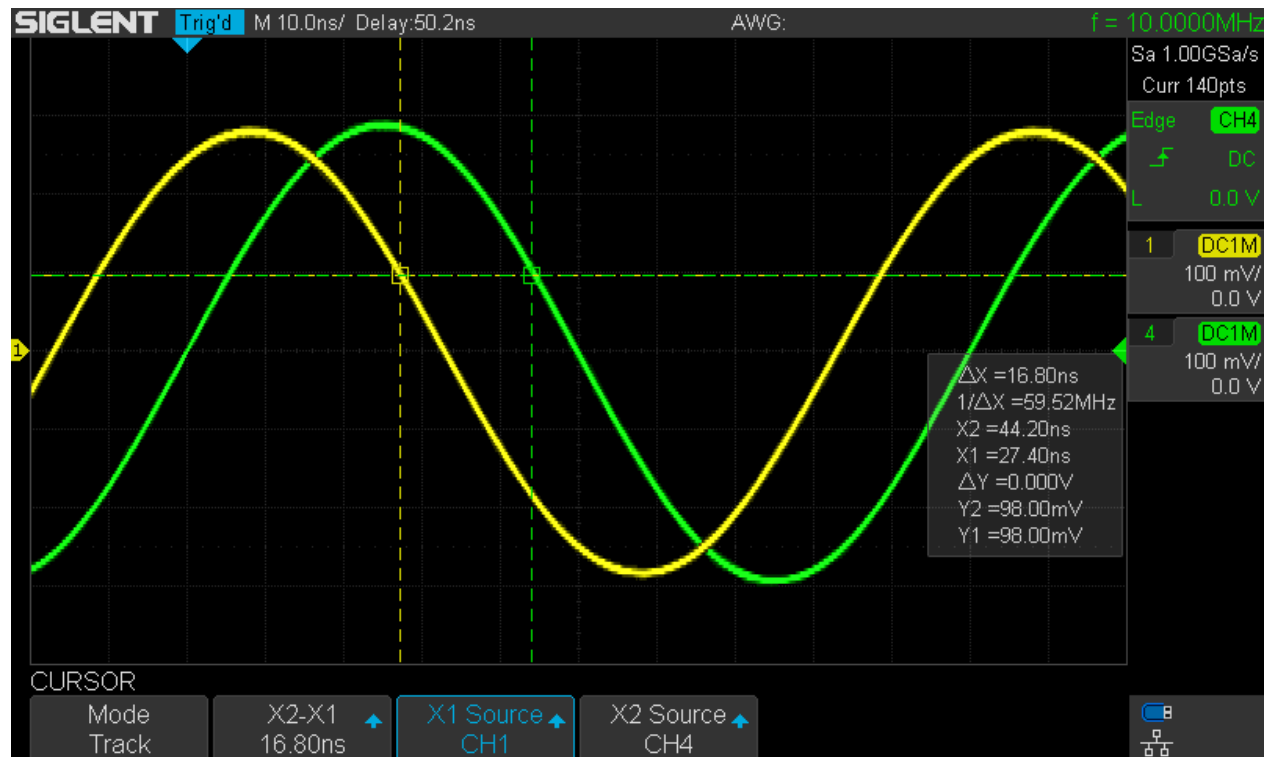 SIGLENT Trig'd M 10.0ns/ Delay:50.2ns AWG: f = 10.0000MHz
Sa 1.00GSa/s
Curr 140pts
Edge CH4
DC
L 0.0 V
1 DC1M
100 mV/
0.0 V
4 DC1M
100 mV/
0.0 V
1
△X =16.80ns
1/△X =59.52MHz
X2 =44.20ns
X1 =27.40ns
△Y =0.000V
Y2 =98.00mV
Y1 =98.00mV
CURSOR
Mode
Track
X2-X1
16.80ns
X1 Source
CH1
X2 Source
CH4